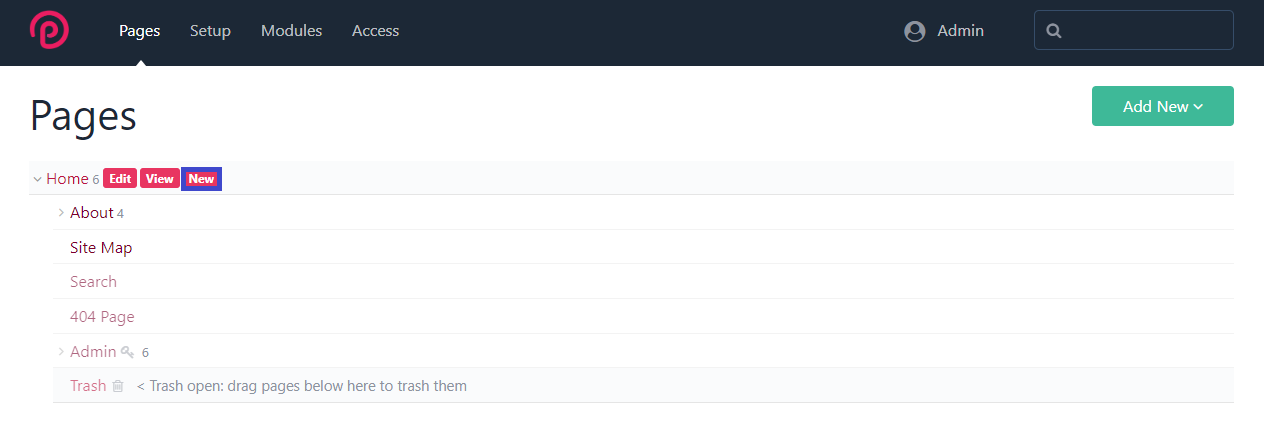 Pages Setup Modules Access Admin
Pages
Add New
Home 6 Edit View New
About 4
Site Map
Search
404 Page
Admin 6
Trash < Trash open: drag pages below here to trash them